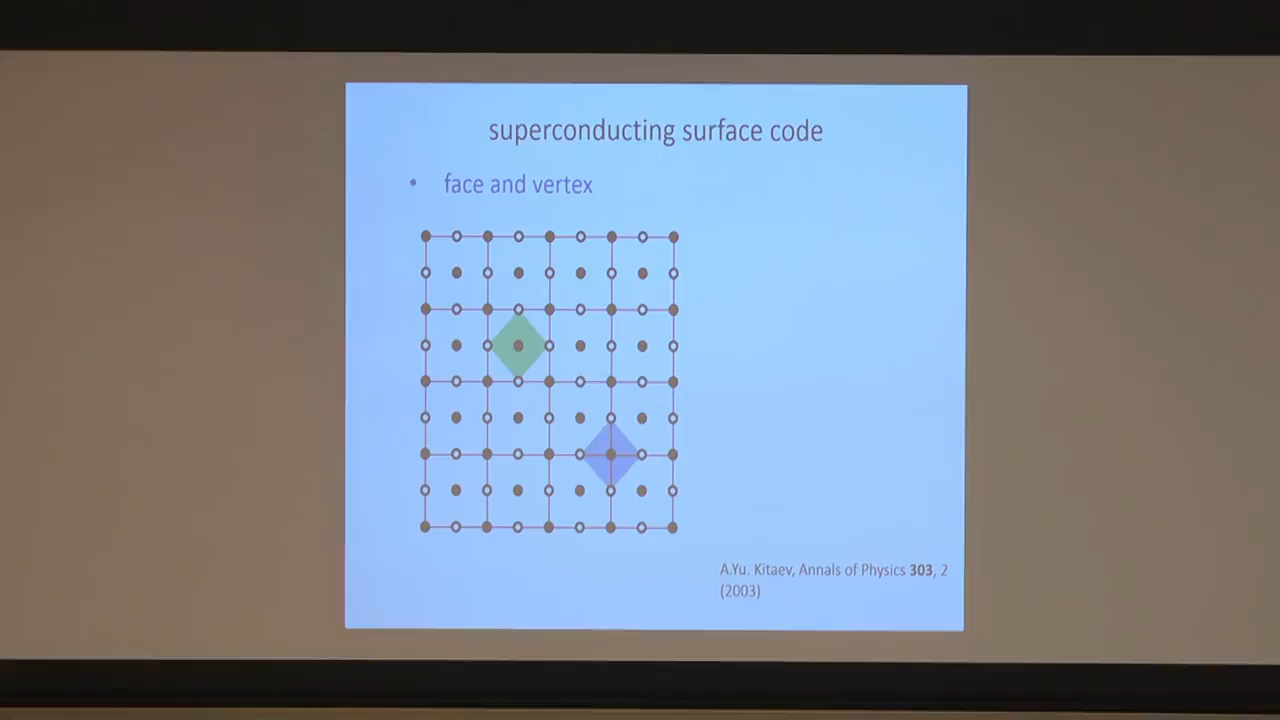 superconducting surface code
• face and vertex
A.Yu. Kitaev, Annals of Physics 303, 2
(2003)